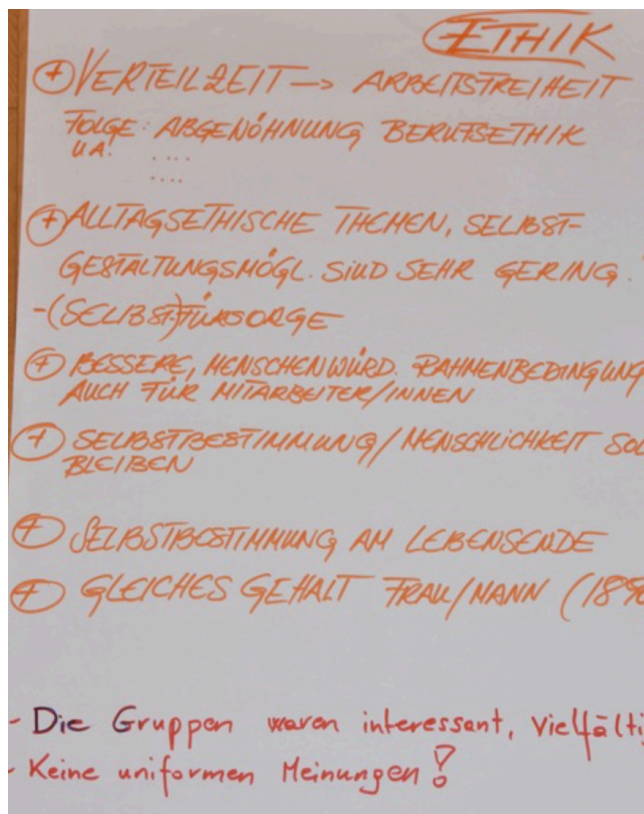 ETHIK
+ VERTEILZEIT -> ARBEITSFREIHEIT
FOLGE: ABGENÖHNUNG BERUFSETHIK
U.A. ....
....
+ ALLTAGSETHISCHE THEMEN, SELBST-
GESTALTUNGSMÖGL. SIND SEHR GERING.
-(SELBST-)FÜRSORGE
+ BESSERE, MENSCHENWÜRD. RAHMENBEDINGUNG
AUCH FÜR MITARBEITER/INNEN
+ SELBSTBESTIMMUNG/MENSCHLICHKEIT SOL
BLEIBEN
+ SELBSTBESTIMMUNG AM LEBENSENDE
+ GLEICHES GEHALT FRAU/MANN (18%
- Die Gruppen waren interessant, vielfälti
- Keine uniformen Meinungen!